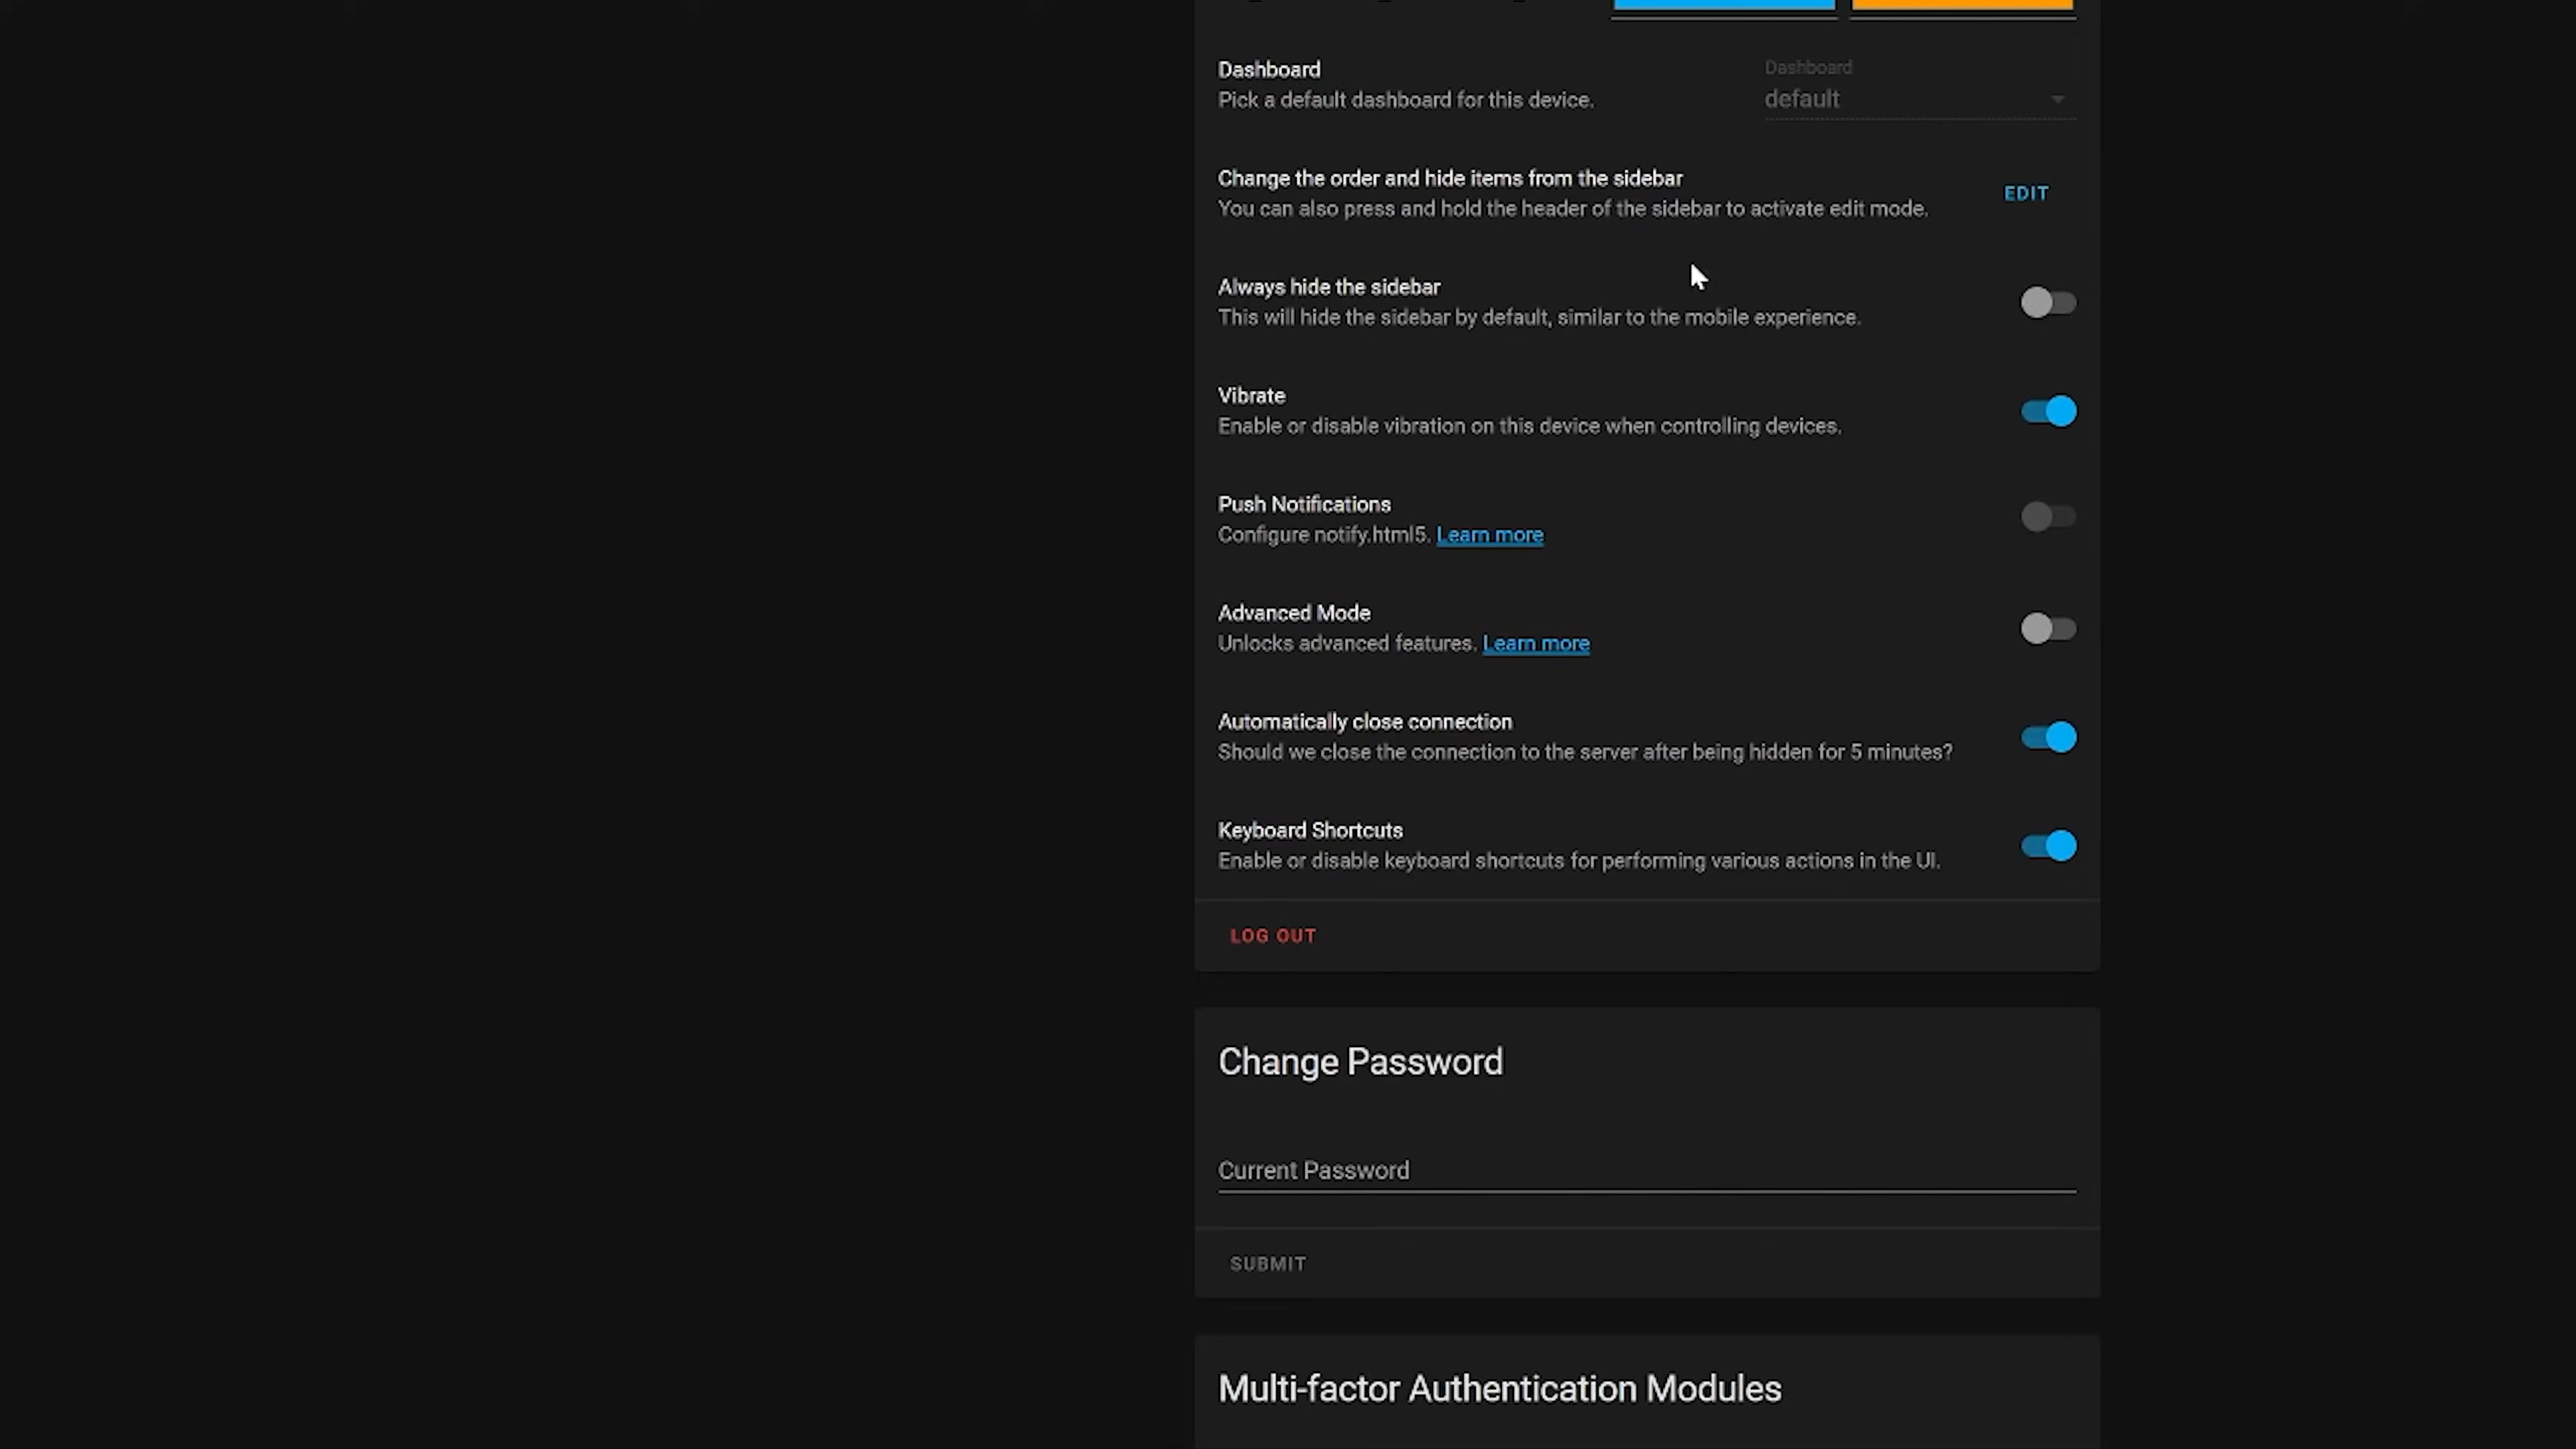 Dashboard
Pick a default dashboard for this device.
Dashboard
default
Change the order and hide items from the sidebar
You can also press and hold the header of the sidebar to activate edit mode.
EDIT
Always hide the sidebar
This will hide the sidebar by default, similar to the mobile experience.
Vibrate
Enable or disable vibration on this device when controlling devices.
Push Notifications
Configure notify.html5. Learn more
Advanced Mode
Unlocks advanced features. Learn more
Automatically close connection
Should we close the connection to the server after being hidden for 5 minutes?
Keyboard Shortcuts
Enable or disable keyboard shortcuts for performing various actions in the UI.
LOG OUT
Change Password
Current Password
SUBMIT
Multi-factor Authentication Modules